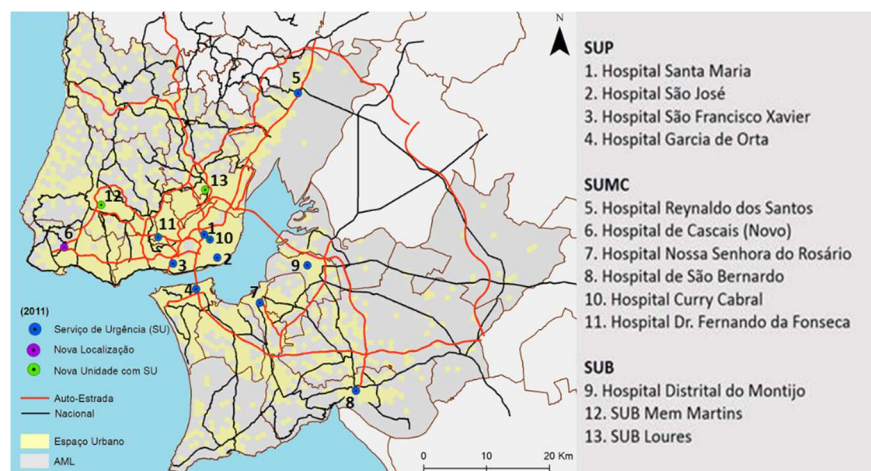 N
5
13
12
6
11
1
10
3
2
9
4
7
8
(2011)
Serviço de Urgência (SU)
Nova Localização
Nova Unidade com SU
Auto-Estrada
Nacional
Espaço Urbano
AML
0 10 20 Km
SUP
1. Hospital Santa Maria
2. Hospital São José
3. Hospital São Francisco Xavier
4. Hospital Garcia de Orta
SUMC
5. Hospital Reynaldo dos Santos
6. Hospital de Cascais (Novo)
7. Hospital Nossa Senhora do Rosário
8. Hospital de São Bernardo
10. Hospital Curry Cabral
11. Hospital Dr. Fernando da Fonseca
SUB
9. Hospital Distrital do Montijo
12. SUB Mem Martins
13. SUB Loures